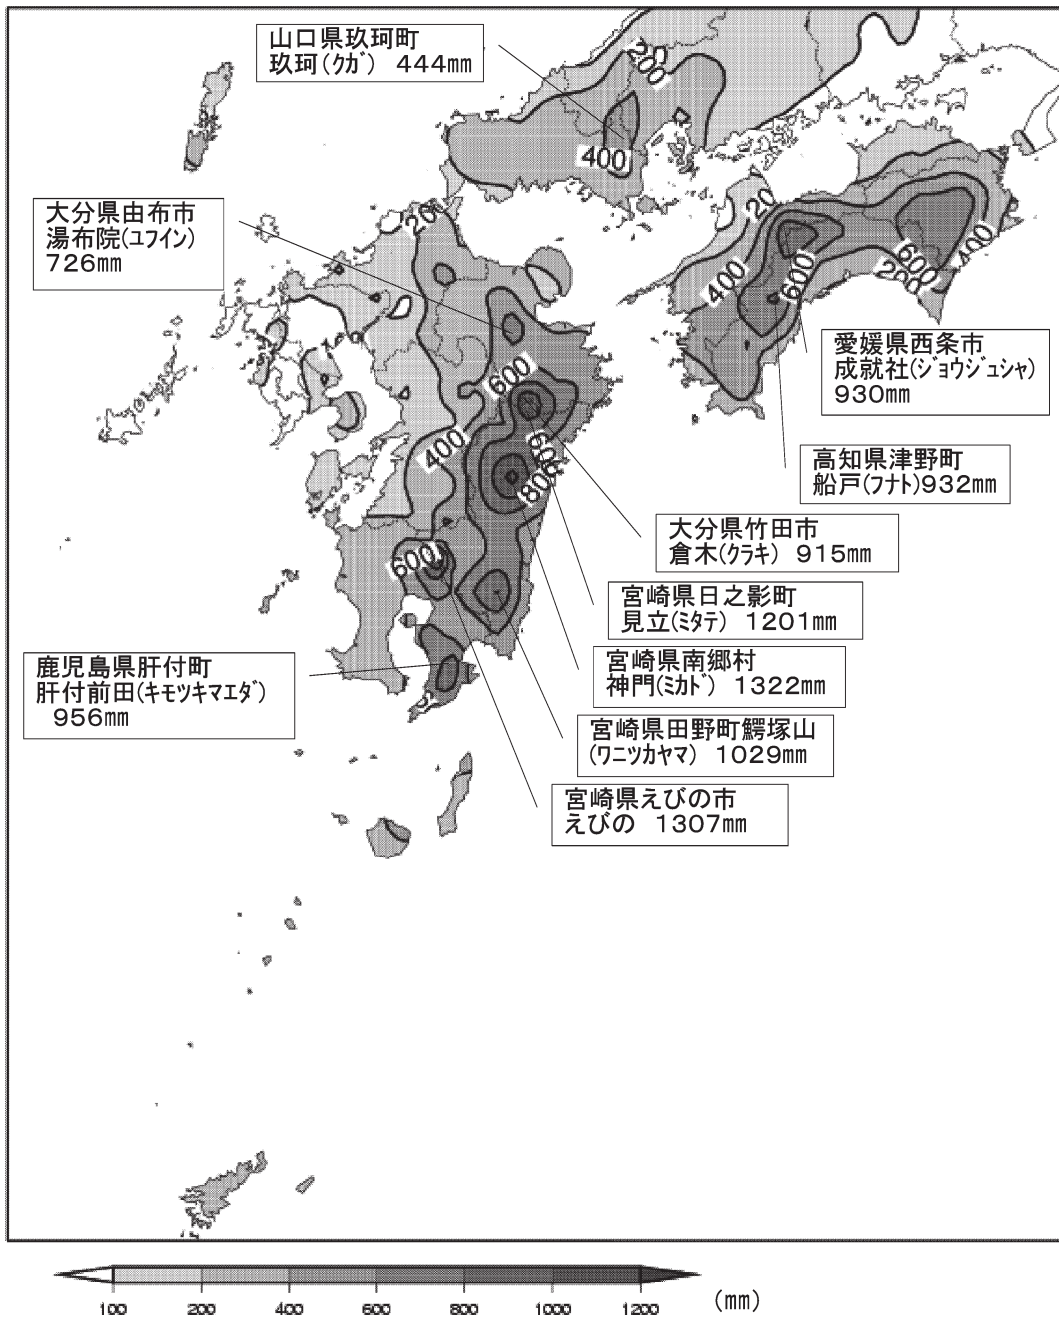 山口県玖珂町
玖珂(クガ) 444mm
200
400
大分県由布市
湯布院(ユフイン)
726mm
20
20
400
600
600
400
200
愛媛県西条市
成就社(ジョウジュシャ)
930mm
600
400
600
800
高知県津野町
船戸(フナト)932mm
大分県竹田市
倉木(クラキ) 915mm
600
宮崎県日之影町
見立(ミタテ) 1201mm
宮崎県南郷村
神門(ミカド) 1322mm
鹿児島県肝付町
肝付前田(キモツキマエダ)
956mm
宮崎県田野町鰐塚山
(ワニツカヤマ) 1029mm
宮崎県えびの市
えびの 1307mm
100 200 400 600 800 1000 1200 (mm)